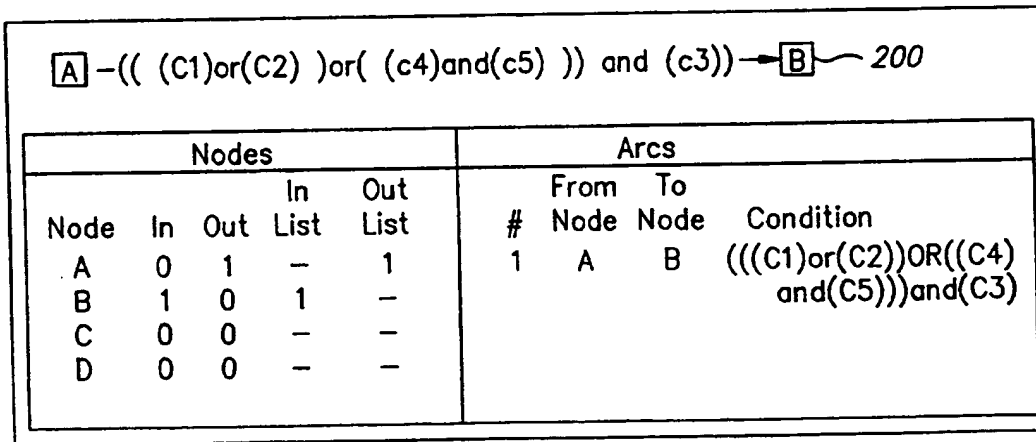 A –(( (C1)or(C2) )or( (c4)and(c5) )) and (c3))→ B 200
Nodes Arcs
In Out From To
Node In Out List List # Node Node Condition
A 0 1 – 1 1 A B (((C1)or(C2))OR((C4)
B 1 0 1 – and(C5)))and(C3)
C 0 0 – –
D 0 0 – –